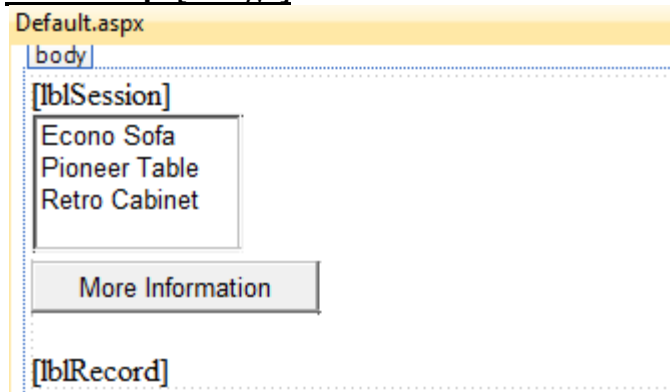 Default.aspx
body
[lblSession]
Econo Sofa
Pioneer Table
Retro Cabinet
More Information
[lblRecord]